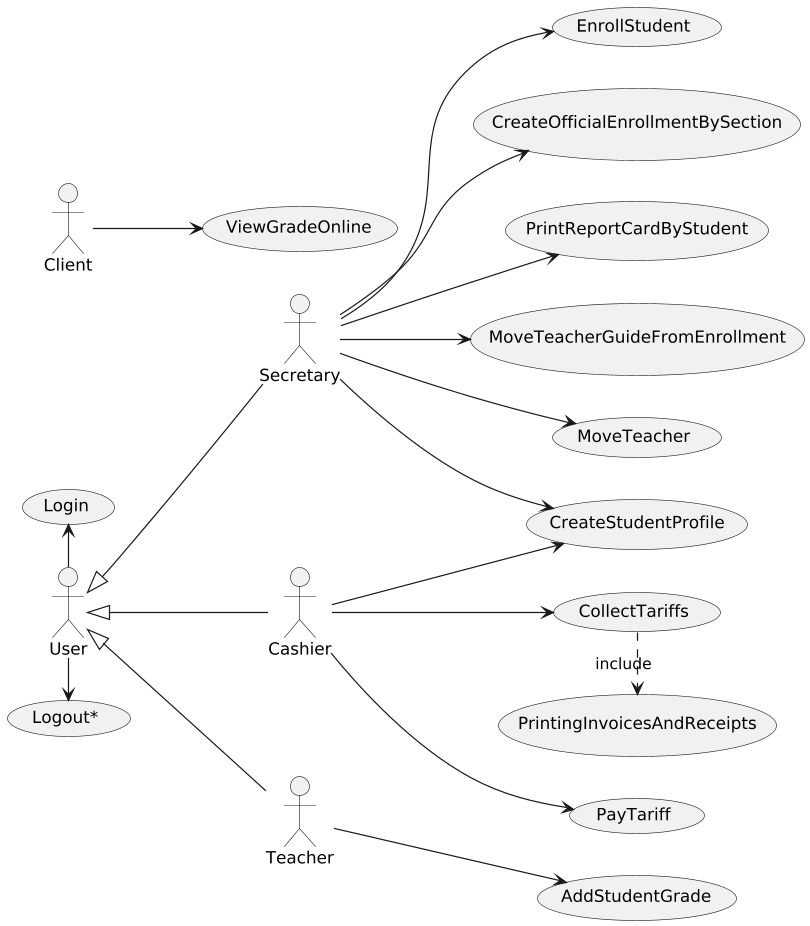 EnrollStudent
CreateOfficialEnrollmentBySection
PrintReportCardByStudent
ViewGradeOnline
Client
MoveTeacherGuideFromEnrollment
Secretary
MoveTeacher
Login
CreateStudentProfile
CollectTariffs
User
Cashier
include
Logout*
PrintingInvoicesAndReceipts
PayTariff
Teacher
AddStudentGrade